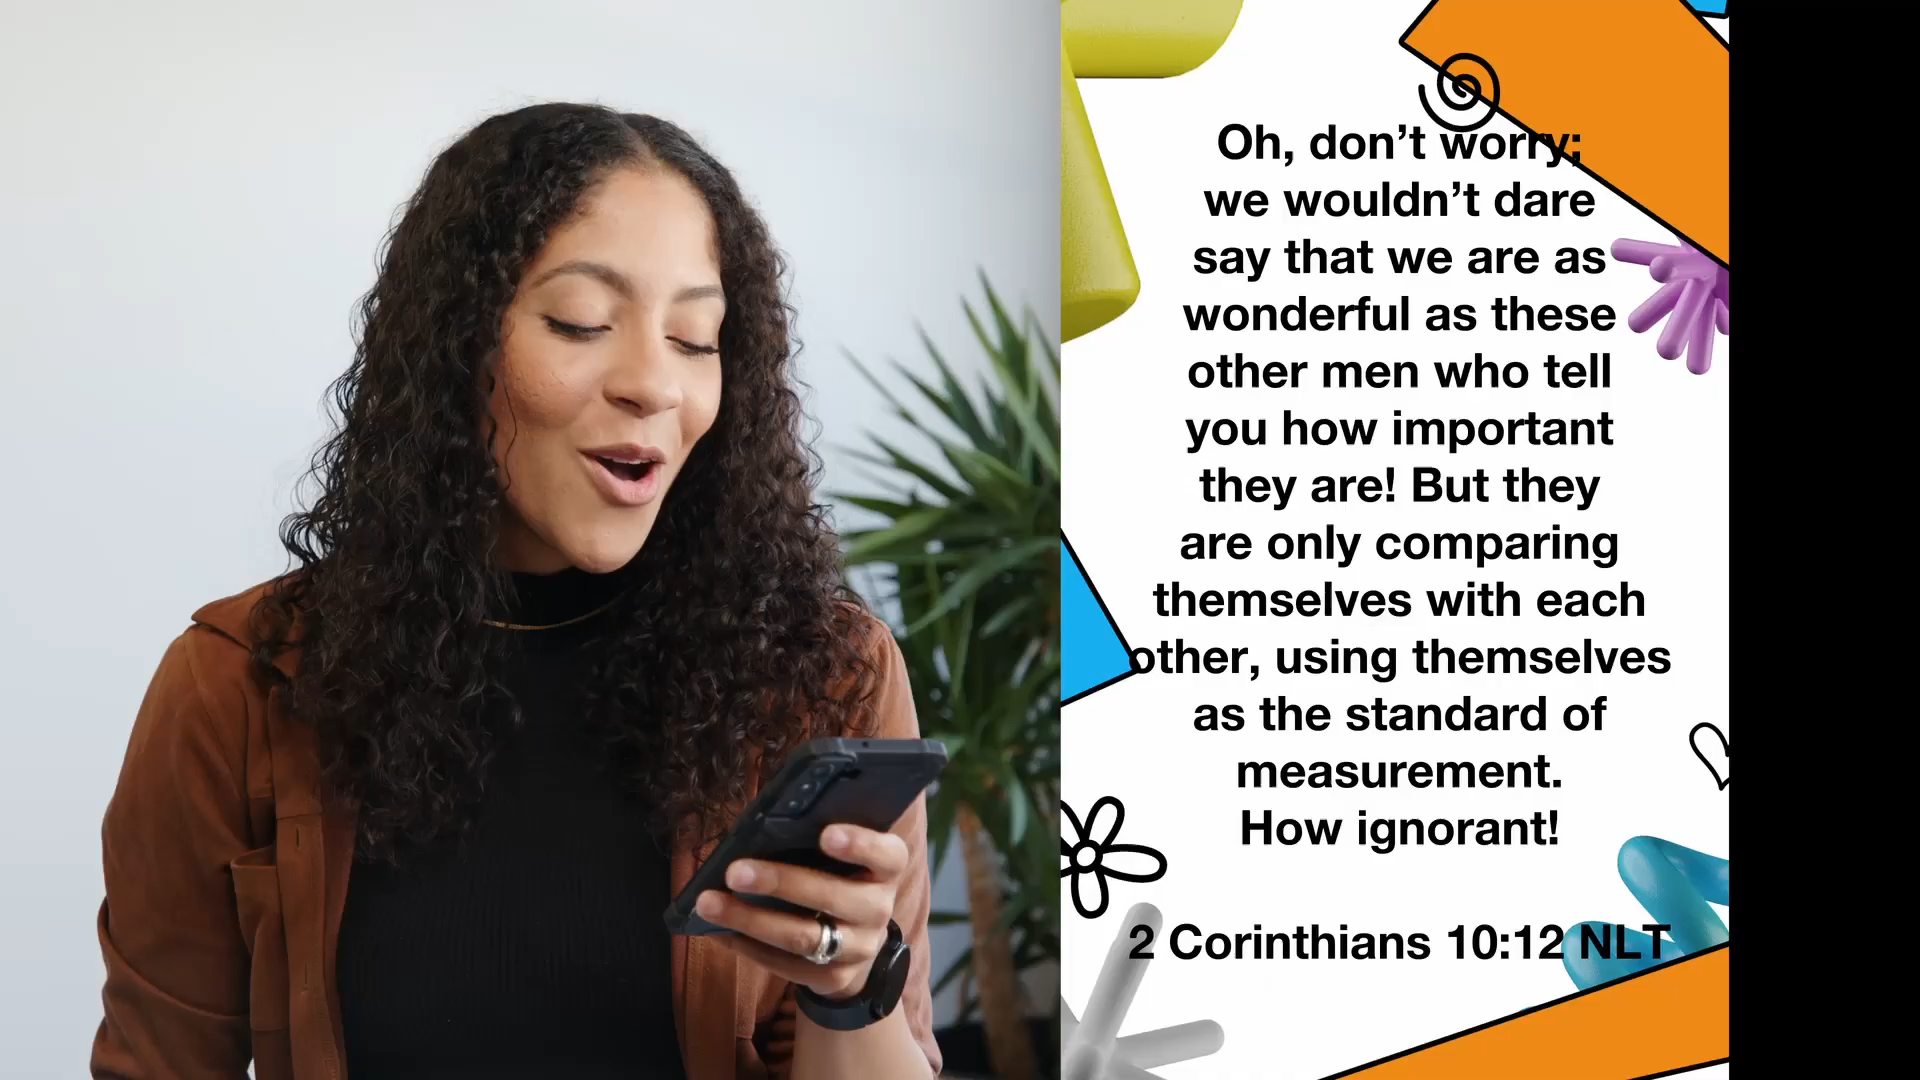 Oh, don’t worry;
we wouldn’t dare
say that we are as
wonderful as these
other men who tell
you how important
they are! But they
are only comparing
themselves with each
other, using themselves
as the standard of
measurement.
How ignorant!
2 Corinthians 10:12 NLT